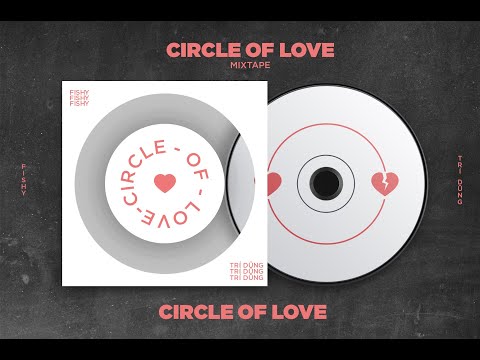 CIRCLE OF LOVE
MIXTAPE
FISHY
FISHY
FISHY
CIRCLE - OF - LOVE -
TRÍ DŨNG
TRÍ DŨNG
TRÍ DŨNG
FISHY
TRÍ DŨNG
CIRCLE OF LOVE